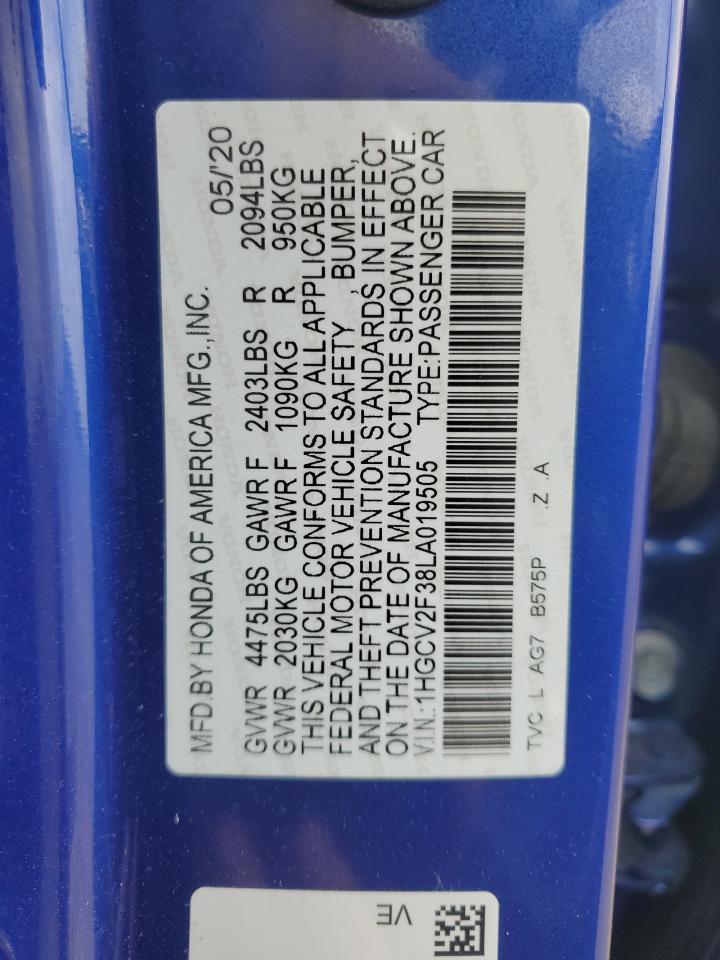 MFD.BY HONDA OF AMERICA MFG.,INC. 05/'20
GVWR 4475LBS GAWR F 2403LBS R 2094LBS
GVWR 2030KG GAWR F 1090KG R 950KG
THIS VEHICLE CONFORMS TO ALL APPLICABLE
FEDERAL MOTOR VEHICLE SAFETY , BUMPER,
AND THEFT PREVENTION STANDARDS IN EFFECT
ON THE DATE OF MANUFACTURE SHOWN ABOVE.
V.I.N.:1HGCV2F38LA019505 TYPE:PASSENGER CAR
TVC L AG7 B575P .Z .A
VE